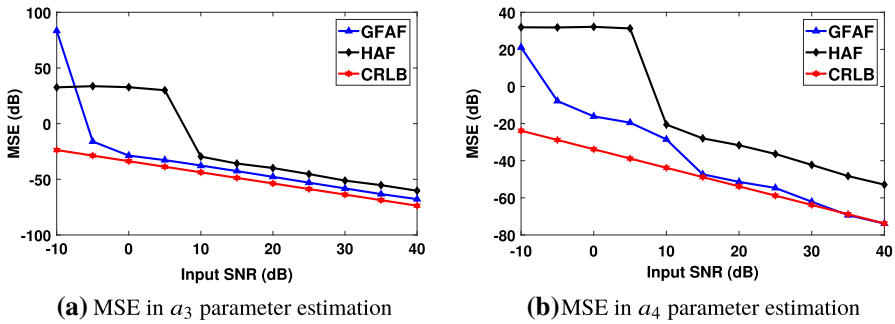 100
50
0
-50
-100
MSE (dB)
-10 0 10 20 30 40
Input SNR (dB)
GFAF
HAF
CRLB
(a) MSE in a3 parameter estimation
40
20
0
-20
-40
-60
-80
MSE (dB)
-10 0 10 20 30 40
Input SNR (dB)
GFAF
HAF
CRLB
(b) MSE in a4 parameter estimation